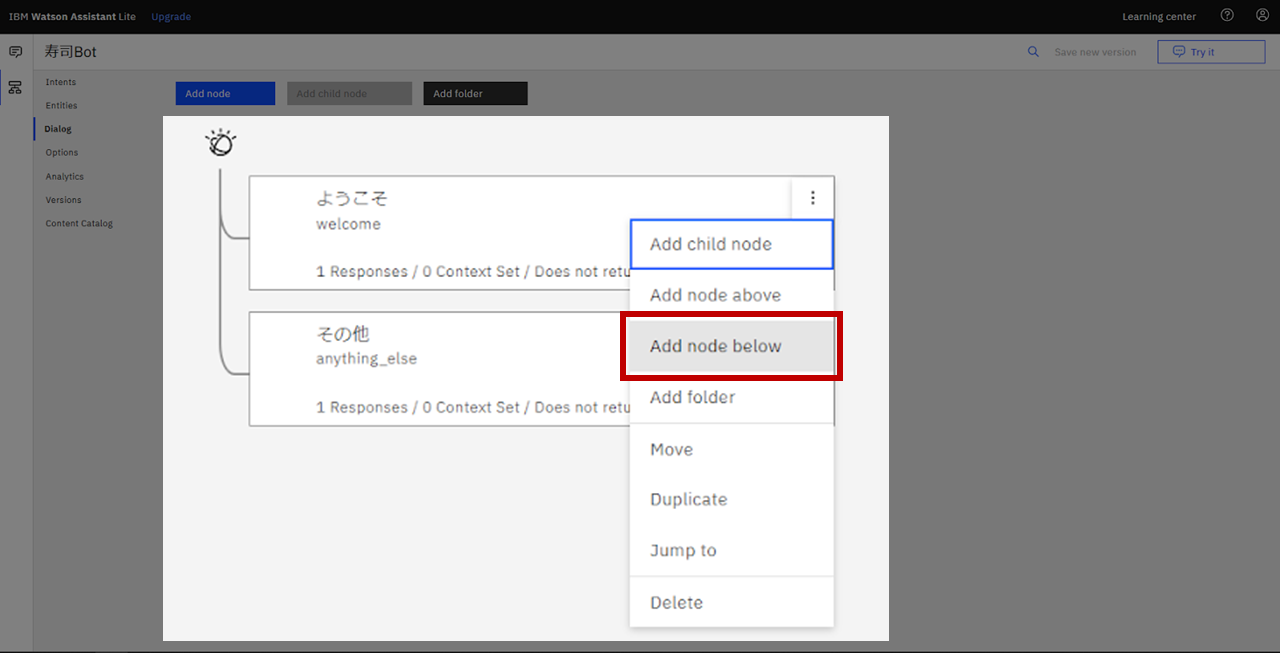 IBM Watson Assistant Lite Upgrade Learning center
寿司Bot Save new version Try it
Intents
Entities
Dialog
Options
Analytics
Versions
Content Catalog
Add node Add child node Add folder
ようこそ
welcome
1 Responses / 0 Context Set / Does not retu
その他
anything_else
1 Responses / 0 Context Set / Does not retu
Add child node
Add node above
Add node below
Add folder
Move
Duplicate
Jump to
Delete